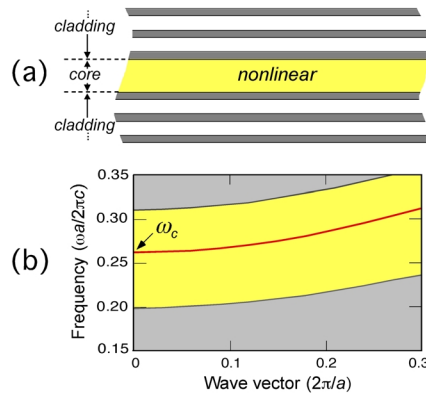 cladding
(a)
core
nonlinear
cladding
(b)
Frequency (ωa/2πc)
0.35
0.30
0.25
0.20
0.15
ω_c
0
0.1
0.2
0.3
Wave vector (2π/a)